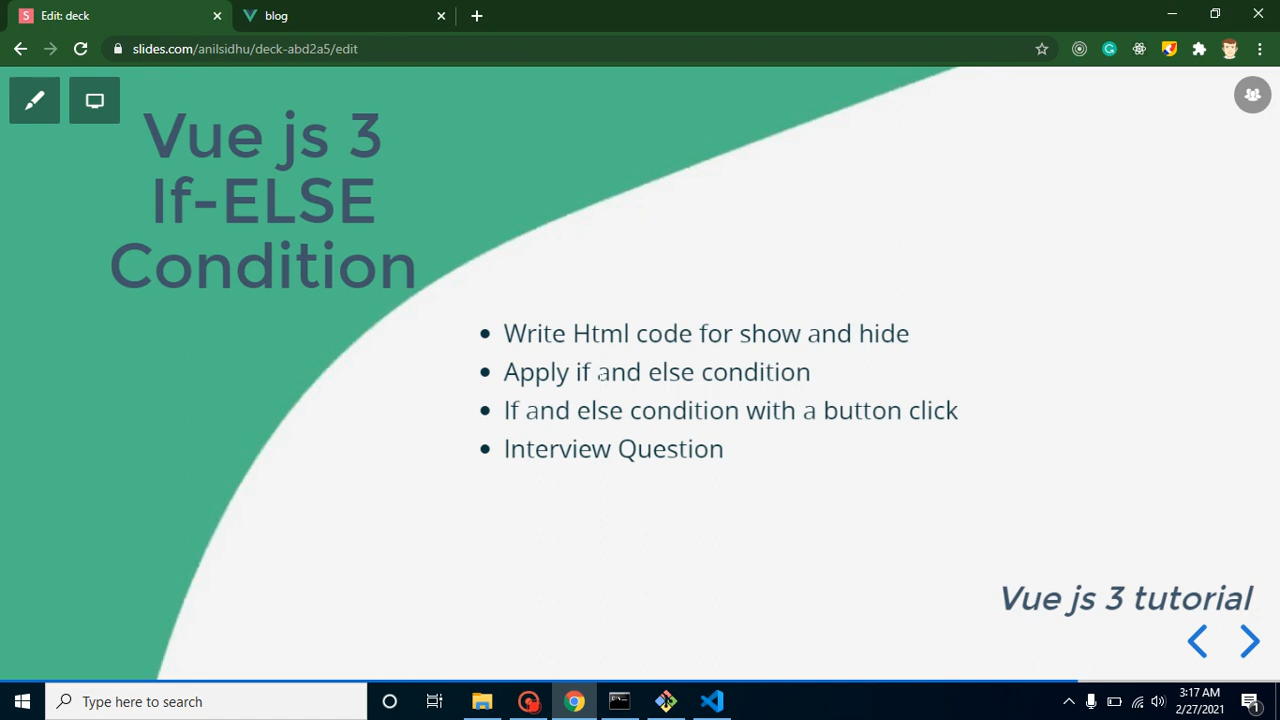 Edit: deck
blog
slides.com/anilsidhu/deck-abd2a5/edit
Vue js 3
If-ELSE
Condition
Write Html code for show and hide
Apply if and else condition
If and else condition with a button click
Interview Question
Vue js 3 tutorial
Type here to search
3:17 AM
2/27/2021
1